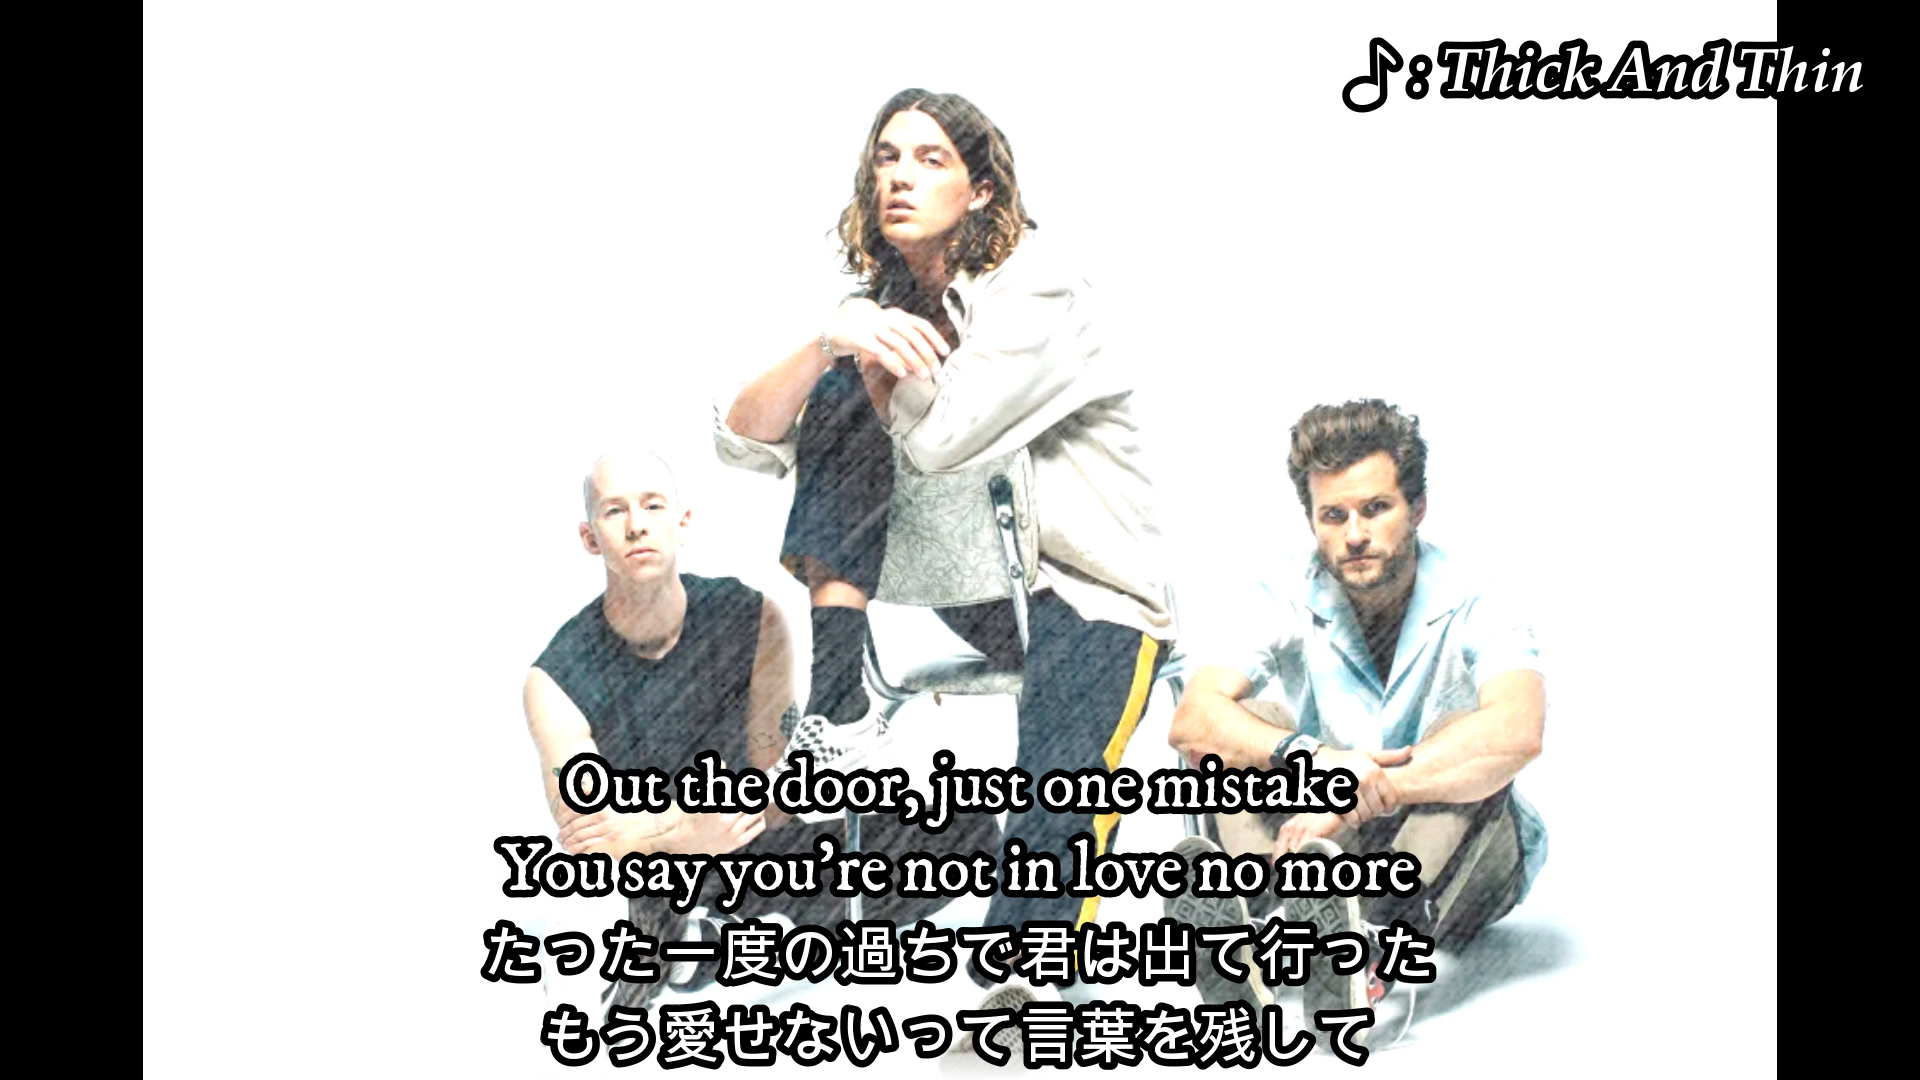 ♪:Thick And Thin
Out the door, just one mistake
You say you're not in love no more
たった一度の過ちで君は出て行った
もう愛せないって言葉を残して